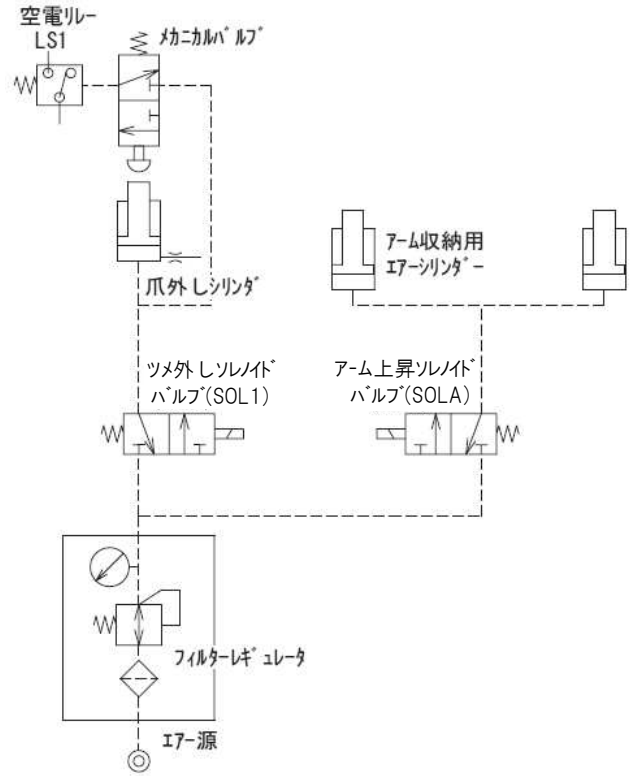 空電リレー
LS1
メカニカルバルブ
爪外しシリンダ
アーム収納用
エアーシリンダー
ツメ外しソレノイド
バルブ(SOL1)
アーム上昇ソレノイド
バルブ(SOLA)
フィルターレギュレータ
エアー源